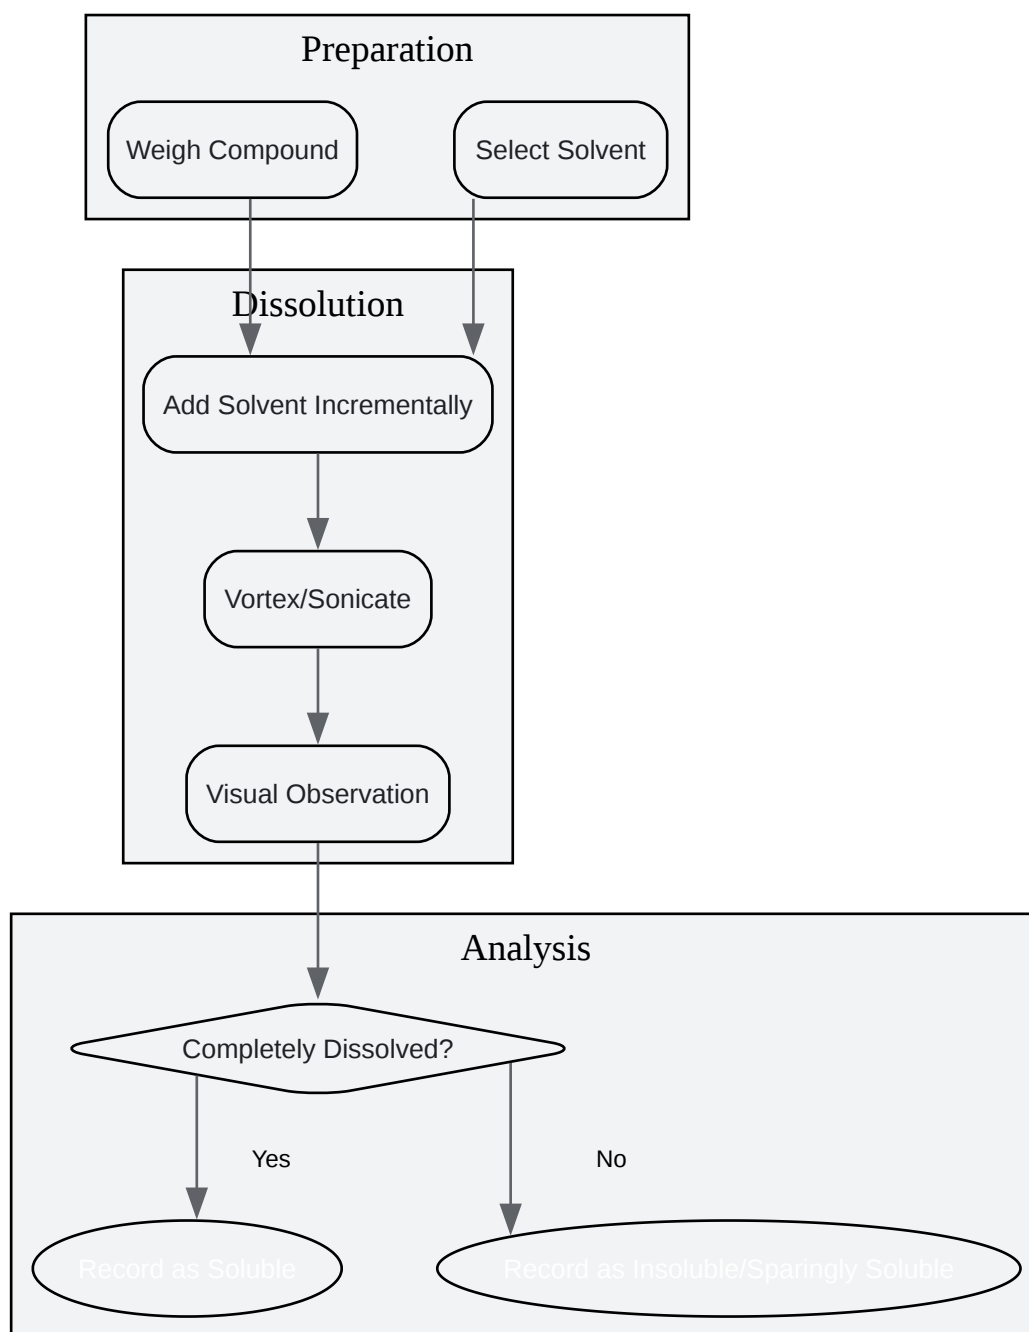 Preparation
Weigh Compound
Select Solvent
Dissolution
Add Solvent Incrementally
Vortex/Sonicate
Visual Observation
Analysis
Completely Dissolved?
Yes
No
Record as Soluble
Record as Insoluble/Sparingly Soluble